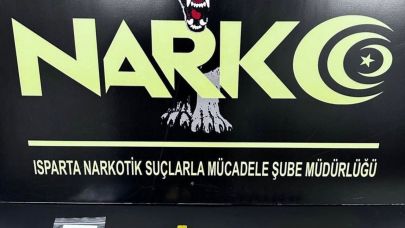 NARKO
ISPARTA NARKOTİK SUÇLARLA MÜCADELE ŞUBE MÜDÜRLÜĞÜ